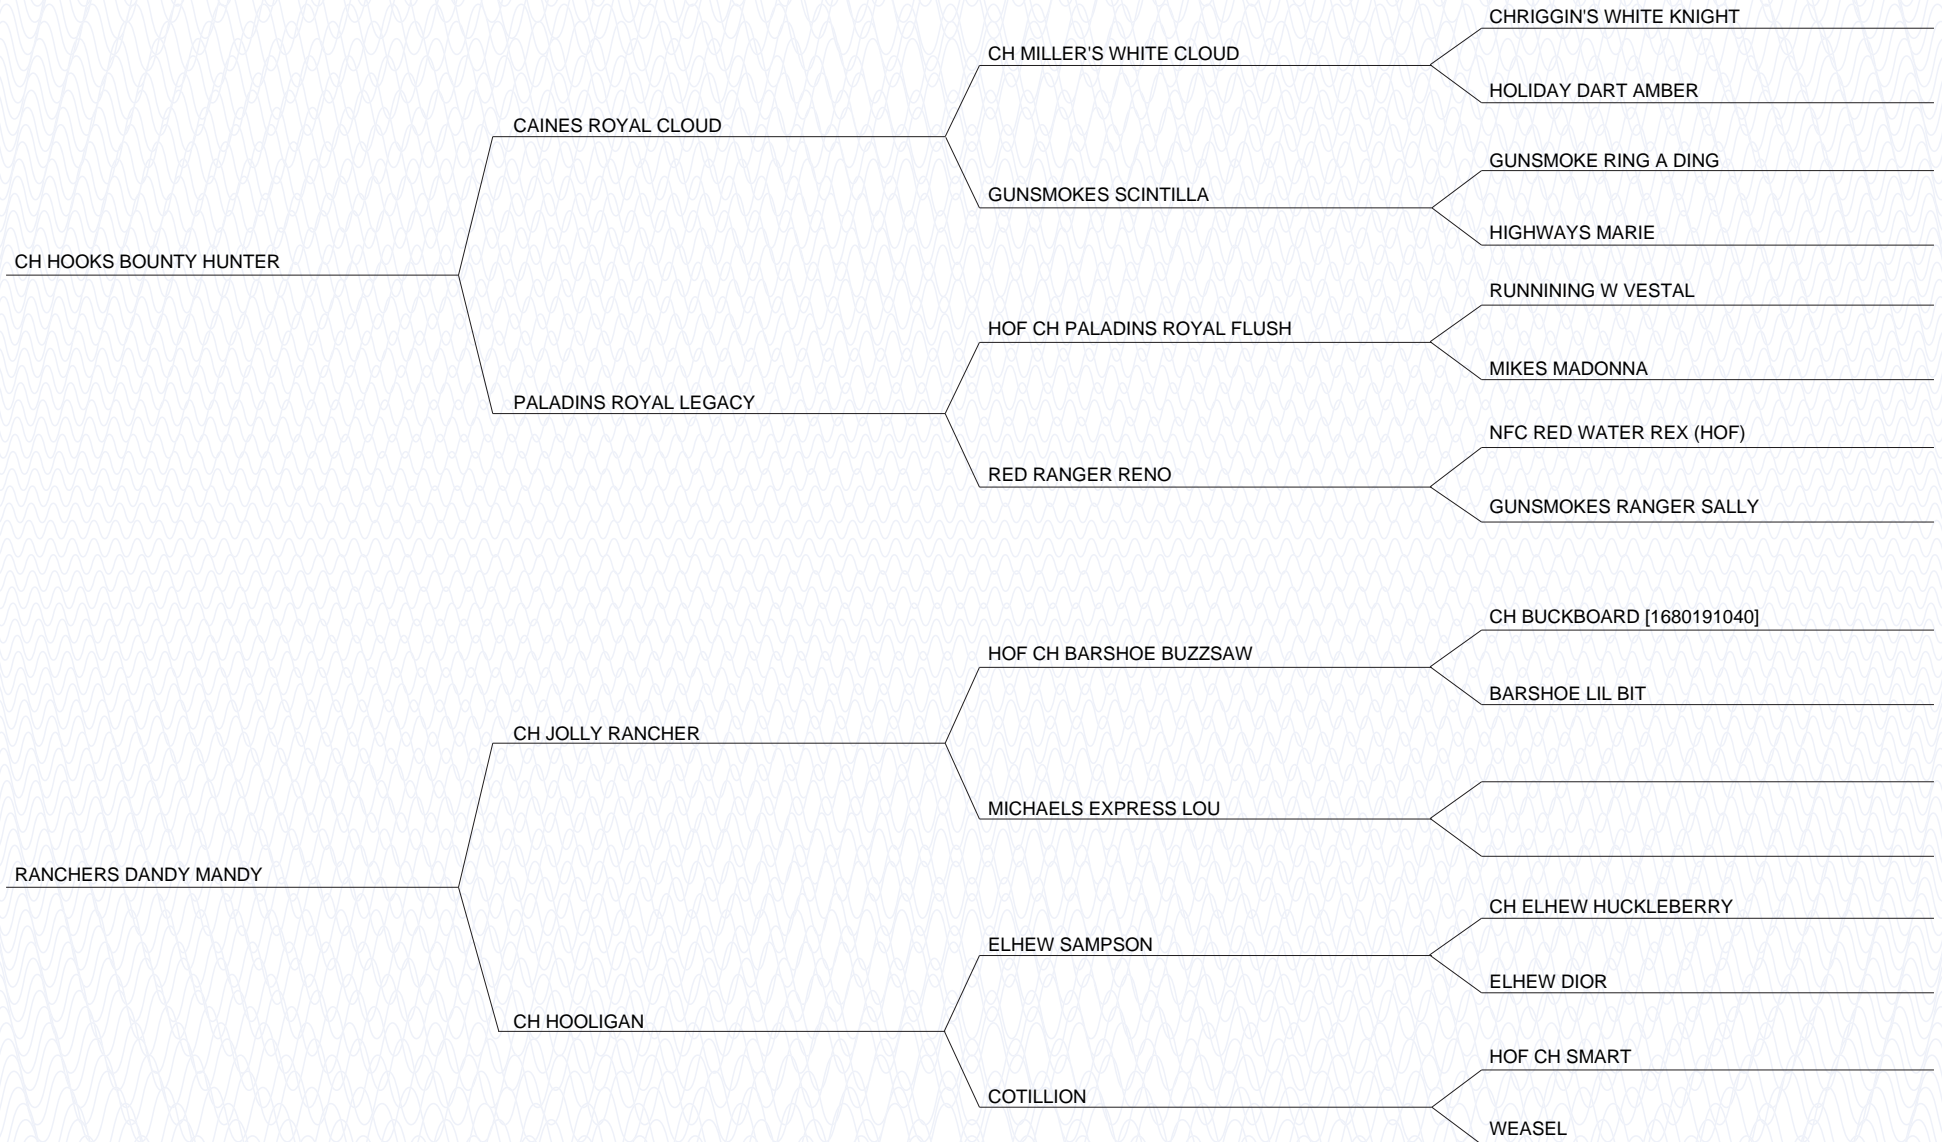 CHRIGGIN'S WHITE KNIGHT
CH MILLER'S WHITE CLOUD
HOLIDAY DART AMBER
CAINES ROYAL CLOUD
GUNSMOKE RING A DING
GUNSMOKES SCINTILLA
HIGHWAYS MARIE
CH HOOKS BOUNTY HUNTER
RUNNINING W VESTAL
HOF CH PALADINS ROYAL FLUSH
MIKES MADONNA
PALADINS ROYAL LEGACY
NFC RED WATER REX (HOF)
RED RANGER RENO
GUNSMOKES RANGER SALLY
CH BUCKBOARD [1680191040]
HOF CH BARSHOE BUZZSAW
BARSHOE LIL BIT
CH JOLLY RANCHER
MICHAELS EXPRESS LOU
RANCHERS DANDY MANDY
CH ELHEW HUCKLEBERRY
ELHEW SAMPSON
ELHEW DIOR
CH HOOLIGAN
HOF CH SMART
COTILLION
WEASEL